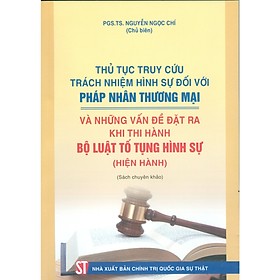 PGS.TS. NGUYỄN NGỌC CHÍ
(Chủ biên)
THỦ TỤC TRUY CỨU
TRÁCH NHIỆM HÌNH SỰ ĐỐI VỚI
PHÁP NHÂN THƯƠNG MẠI
VÀ NHỮNG VẤN ĐỀ ĐẶT RA
KHI THI HÀNH
BỘ LUẬT TỐ TỤNG HÌNH SỰ
(HIỆN HÀNH)
(Sách chuyên khảo)
ST
NHÀ XUẤT BẢN CHÍNH TRỊ QUỐC GIA SỰ THẬT